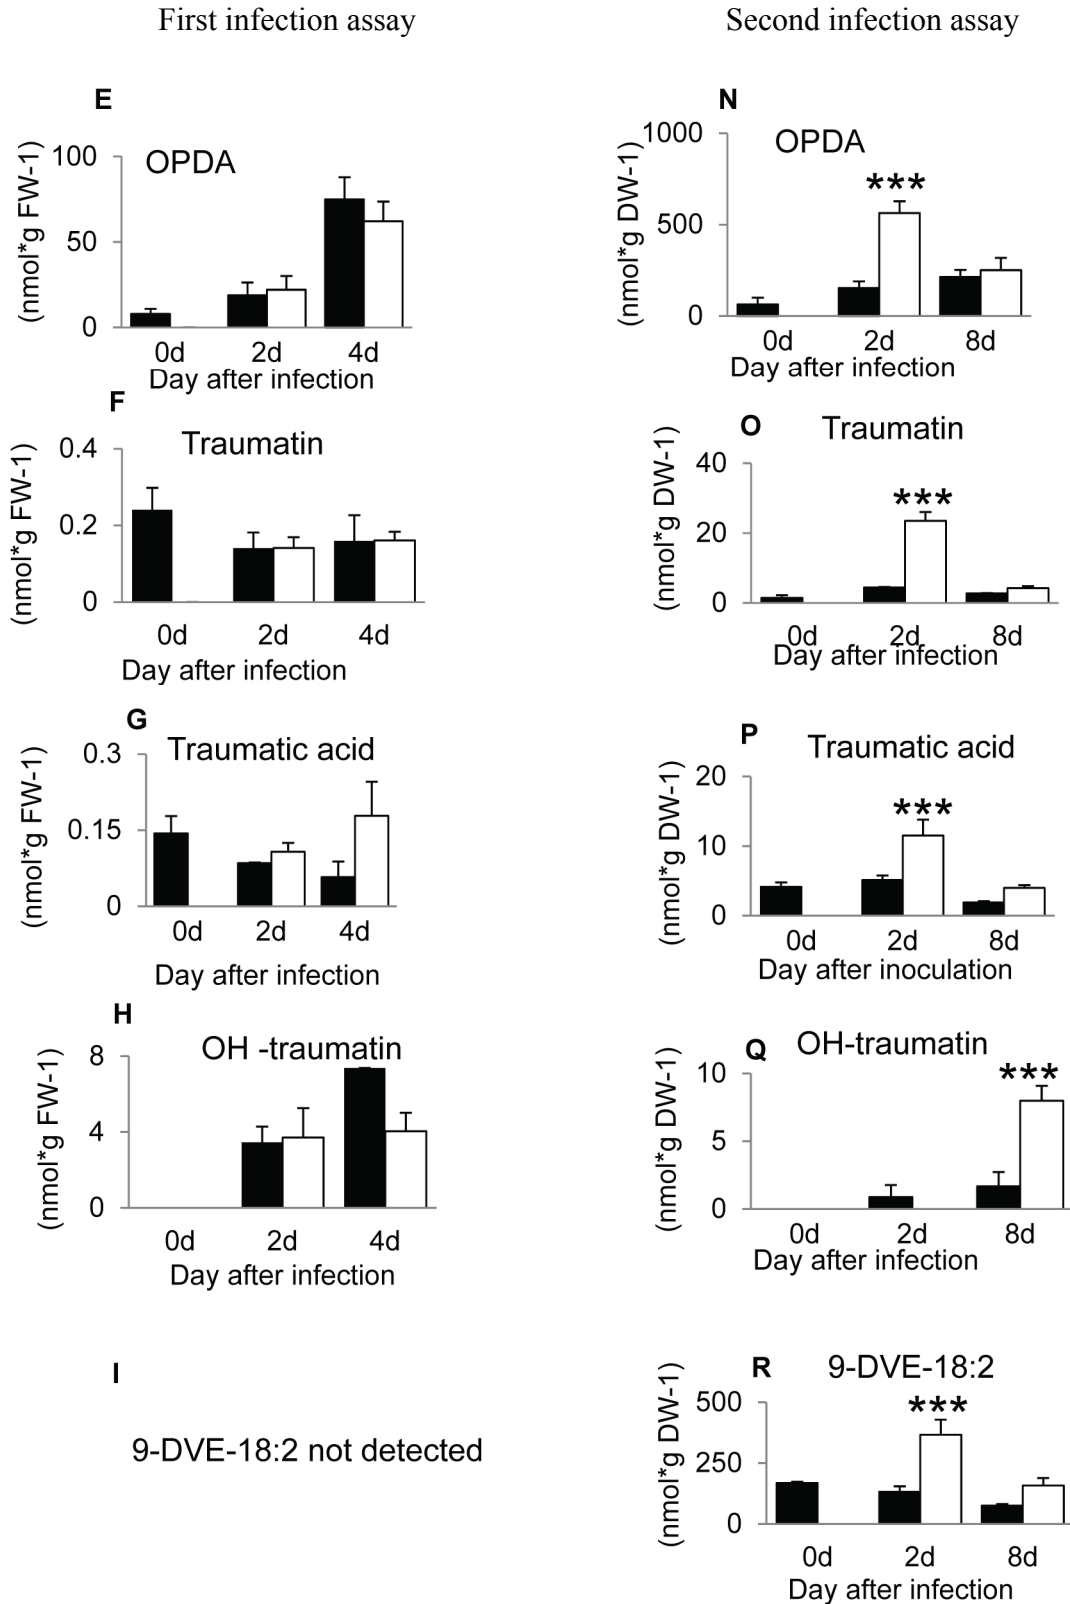 First infection assay
Second infection assay
E
OPDA
(nmol*g FW-1)
100
50
0
0d 2d 4d
Day after infection
N
OPDA
(nmol*g DW-1)
1000
***
500
0
0d 2d 8d
Day after infection
F
Traumatin
(nmol*g FW-1)
0.4
0.2
0
0d 2d 4d
Day after infection
O
Traumatin
(nmol*g DW-1)
40
***
20
0
0d 2d 8d
Day after infection
G
Traumatic acid
(nmol*g FW-1)
0.3
0.15
0
0d 2d 4d
Day after infection
P
Traumatic acid
(nmol*g DW-1)
20
***
10
0
0d 2d 8d
Day after inoculation
H
OH -traumatin
(nmol*g FW-1)
8
4
0
0d 2d 4d
Day after infection
Q
OH-traumatin
(nmol*g DW-1)
10
***
5
0
0d 2d 8d
Day after infection
I
9-DVE-18:2 not detected
R
9-DVE-18:2
(nmol*g DW-1)
500
***
250
0
0d 2d 8d
Day after infection